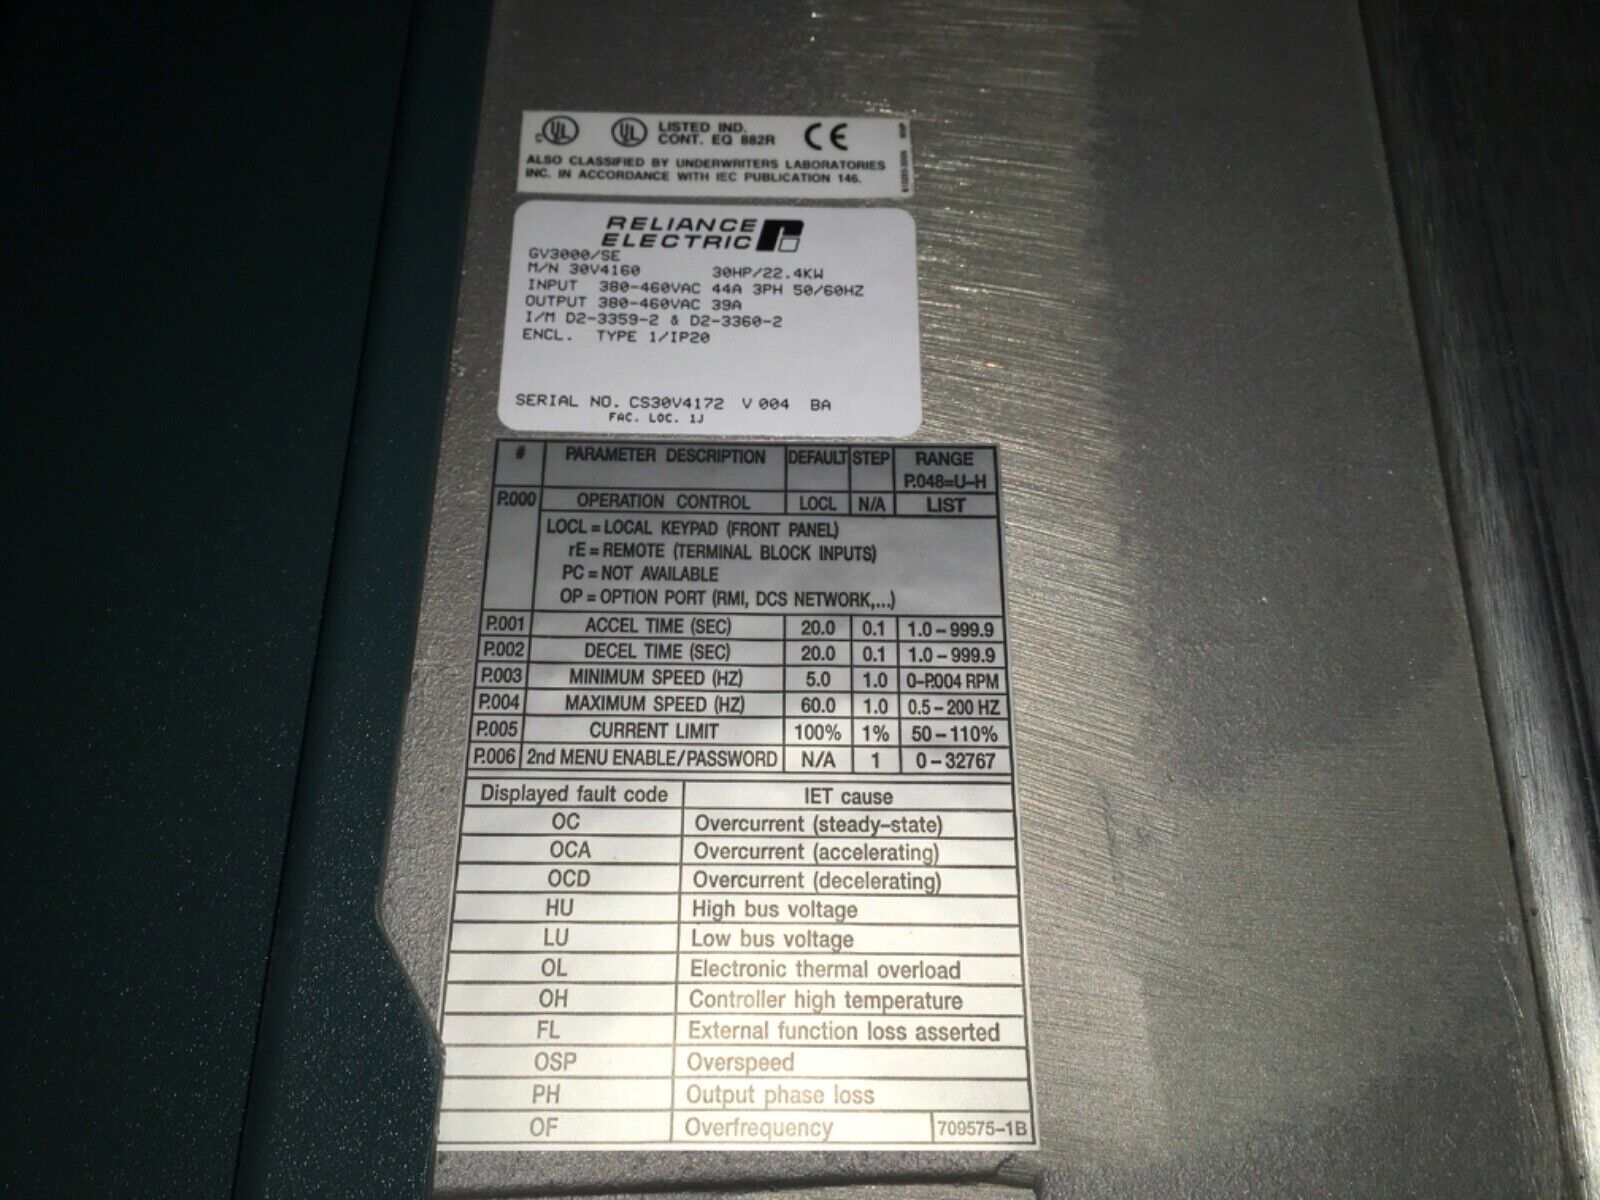 c UL UL LISTED IND. CE
CONT. EQ 882R
ALSO CLASSIFIED BY UNDERWRITERS LABORATORIES
INC. IN ACCORDANCE WITH IEC PUBLICATION 146.
RELIANCE
ELECTRIC R
GV3000/SE
M/N 30V4160 30HP/22.4KW
INPUT 380-460VAC 44A 3PH 50/60HZ
OUTPUT 380-460VAC 39A
I/M D2-3359-2 & D2-3360-2
ENCL. TYPE 1/IP20
SERIAL NO. CS30V4172 V 004 BA
FAC. LOC. 1J
# PARAMETER DESCRIPTION DEFAULT STEP RANGE
P.048=U-H
P.000 OPERATION CONTROL LOCL N/A LIST
LOCL = LOCAL KEYPAD (FRONT PANEL)
rE = REMOTE (TERMINAL BLOCK INPUTS)
PC = NOT AVAILABLE
OP = OPTION PORT (RMI, DCS NETWORK,...)
P.001 ACCEL TIME (SEC) 20.0 0.1 1.0 - 999.9
P.002 DECEL TIME (SEC) 20.0 0.1 1.0 - 999.9
P.003 MINIMUM SPEED (HZ) 5.0 1.0 0-P.004 RPM
P.004 MAXIMUM SPEED (HZ) 60.0 1.0 0.5 - 200 HZ
P.005 CURRENT LIMIT 100% 1% 50 - 110%
P.006 2nd MENU ENABLE/PASSWORD N/A 1 0 - 32767
Displayed fault code IET cause
OC Overcurrent (steady-state)
OCA Overcurrent (accelerating)
OCD Overcurrent (decelerating)
HU High bus voltage
LU Low bus voltage
OL Electronic thermal overload
OH Controller high temperature
FL External function loss asserted
OSP Overspeed
PH Output phase loss
OF Overfrequency 709575-1B